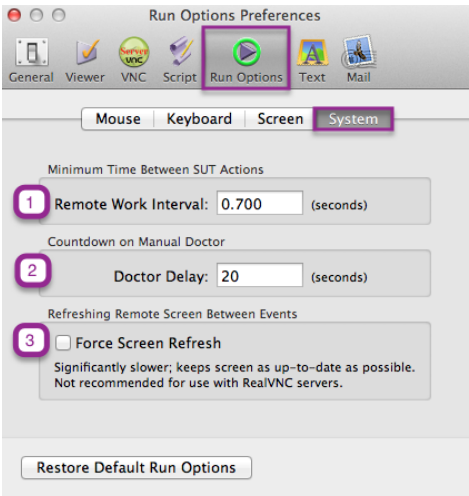 Run Options Preferences
Server
VNC
General Viewer VNC Script Run Options Text Mail
Mouse Keyboard Screen System
Minimum Time Between SUT Actions
1 Remote Work Interval: 0.700 (seconds)
Countdown on Manual Doctor
2 Doctor Delay: 20 (seconds)
Refreshing Remote Screen Between Events
3 Force Screen Refresh
Significantly slower; keeps screen as up-to-date as possible.
Not recommended for use with RealVNC servers.
Restore Default Run Options